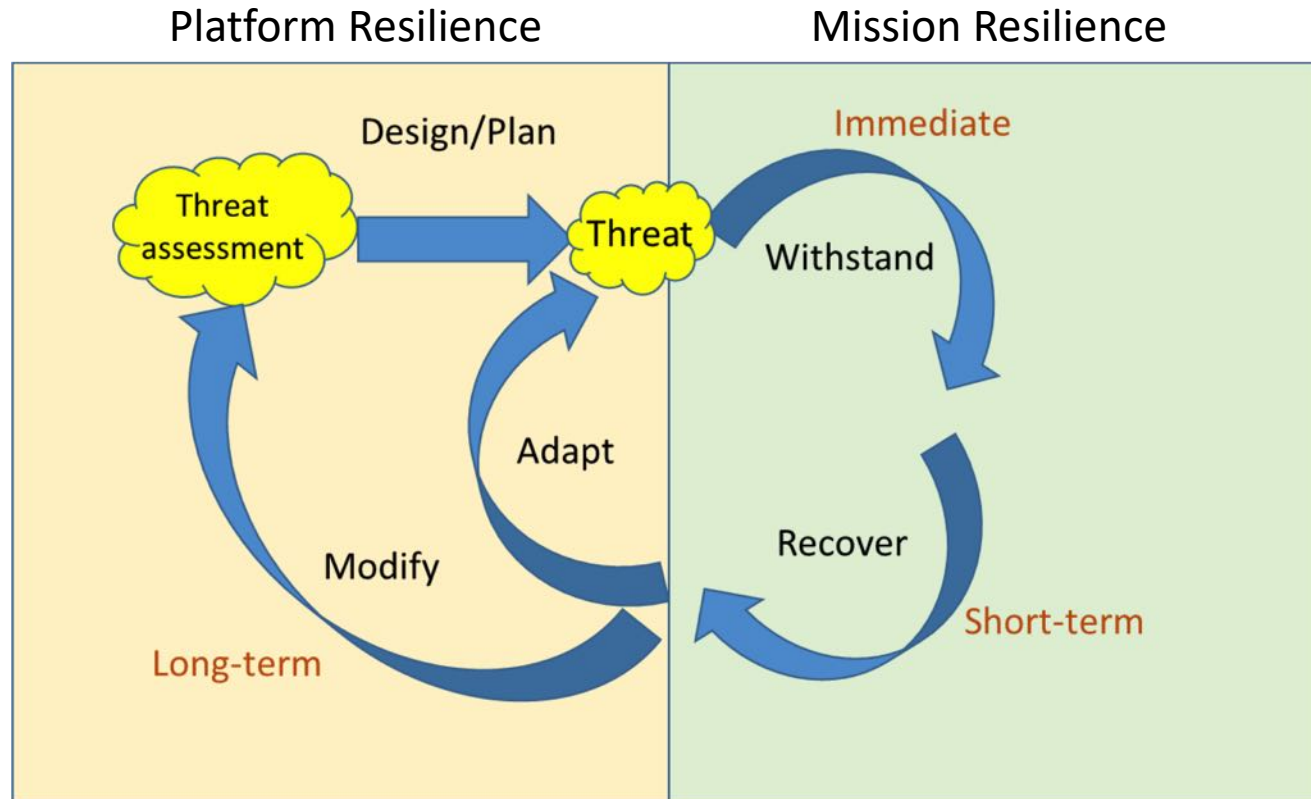 Platform Resilience
Mission Resilience
Design/Plan
Immediate
Threat
assessment
Threat
Withstand
Adapt
Recover
Modify
Short-term
Long-term